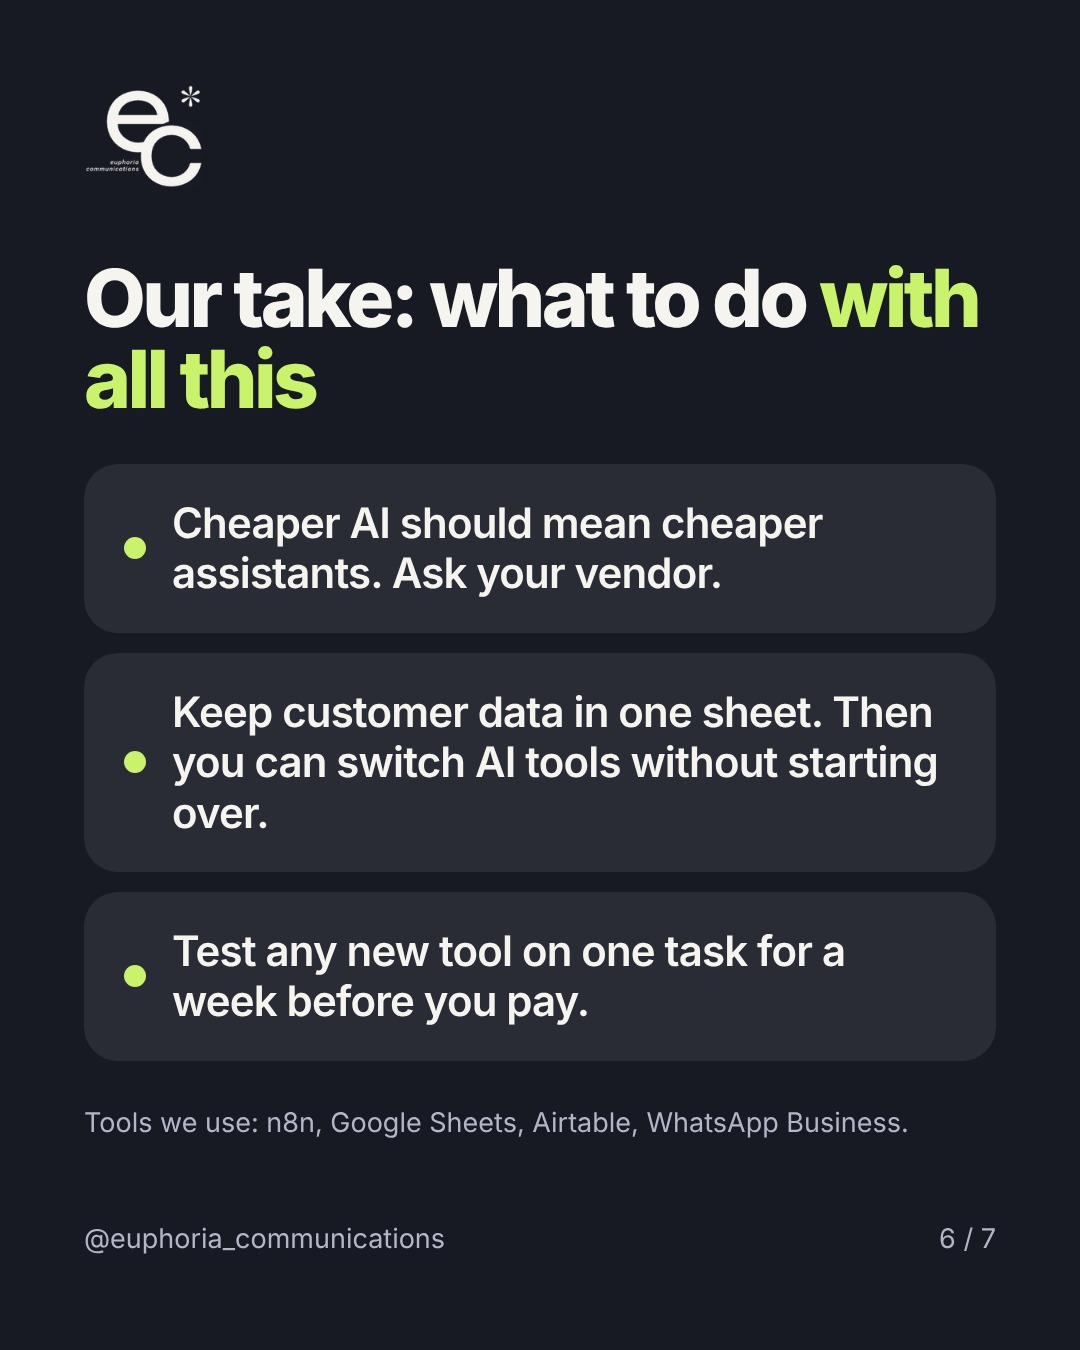 ec*
euphoria
communications
Our take: what to do with
all this
Cheaper AI should mean cheaper
assistants. Ask your vendor.
Keep customer data in one sheet. Then
you can switch AI tools without starting
over.
Test any new tool on one task for a
week before you pay.
Tools we use: n8n, Google Sheets, Airtable, WhatsApp Business.
@euphoria_communications
6 / 7